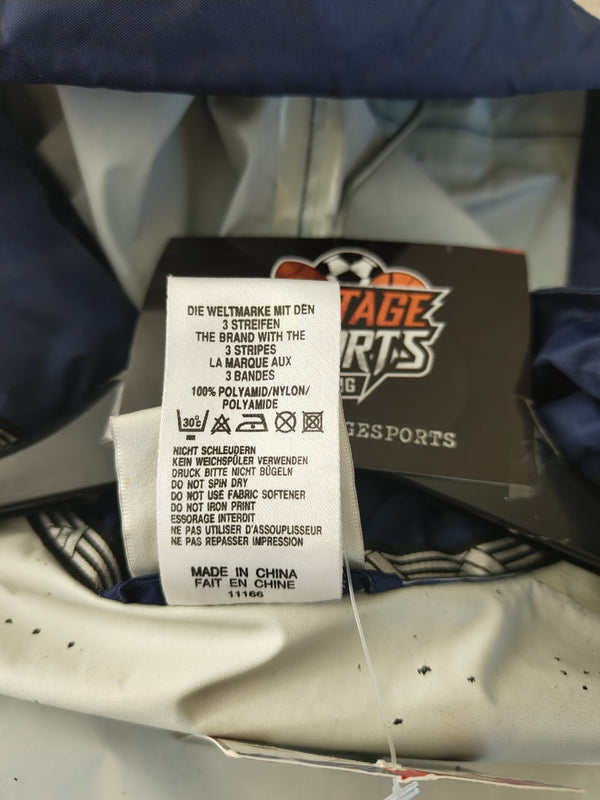 TAGE
RTS
NG
GESPORTS
DIE WELTMARKE MIT DEN
3 STREIFEN
THE BRAND WITH THE
3 STRIPES
LA MARQUE AUX
3 BANDES
100% POLYAMID/NYLON/
POLYAMIDE
30°C
NICHT SCHLEUDERN
KEIN WEICHSPÜLER VERWENDEN
DRUCK BITTE NICHT BÜGELN
DO NOT SPIN DRY
DO NOT USE FABRIC SOFTENER
DO NOT IRON PRINT
ESSORAGE INTERDIT
NE PAS UTILISER D'ASSOUPLISSEUR
NE PAS REPASSER IMPRESSION
MADE IN CHINA
FAIT EN CHINE
11166